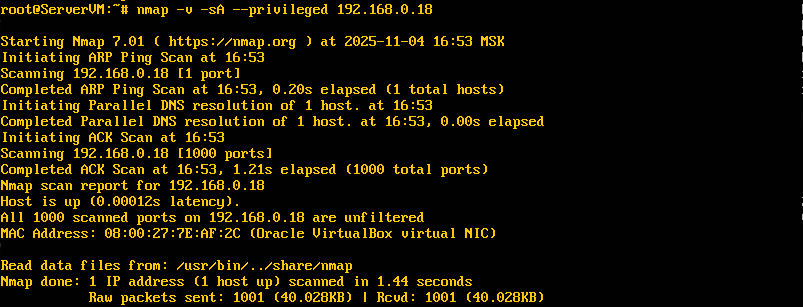 root@ServerVM:~# nmap -v -sA --privileged 192.168.0.18
Starting Nmap 7.01 ( https://nmap.org ) at 2025-11-04 16:53 MSK
Initiating ARP Ping Scan at 16:53
Scanning 192.168.0.18 [1 port]
Completed ARP Ping Scan at 16:53, 0.20s elapsed (1 total hosts)
Initiating Parallel DNS resolution of 1 host. at 16:53
Completed Parallel DNS resolution of 1 host. at 16:53, 0.00s elapsed
Initiating ACK Scan at 16:53
Scanning 192.168.0.18 [1000 ports]
Completed ACK Scan at 16:53, 1.21s elapsed (1000 total ports)
Nmap scan report for 192.168.0.18
Host is up (0.00012s latency).
All 1000 scanned ports on 192.168.0.18 are unfiltered
MAC Address: 08:00:27:7E:AF:2C (Oracle VirtualBox virtual NIC)
Read data files from: /usr/bin/../share/nmap
Nmap done: 1 IP address (1 host up) scanned in 1.44 seconds
Raw packets sent: 1001 (40.028KB) | Rcvd: 1001 (40.028KB)